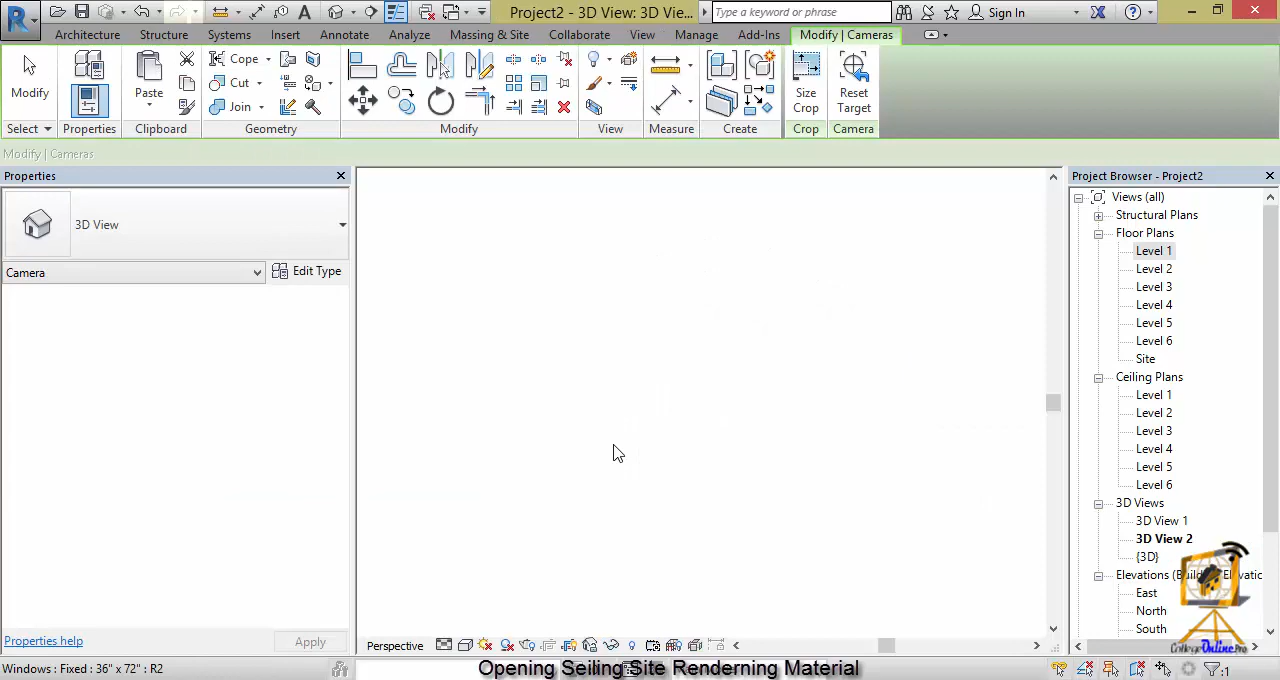 Project2 - 3D View: 3D Vie...
Type a keyword or phrase
Sign In
Architecture Structure Systems Insert Annotate Analyze Massing & Site Collaborate View Manage Add-Ins Modify | Cameras
Modify
Paste
Cope
Cut
Join
Size Crop
Reset Target
Select Properties Clipboard Geometry Modify View Measure Create Crop Camera
Modify | Cameras
Properties
3D View
Camera
Edit Type
Properties help
Apply
Perspective
Project Browser - Project2
Views (all)
Structural Plans
Floor Plans
Level 1
Level 2
Level 3
Level 4
Level 5
Level 6
Site
Ceiling Plans
Level 1
Level 2
Level 3
Level 4
Level 5
Level 6
3D Views
3D View 1
3D View 2
{3D}
Elevations
East
North
South
CollegeOnline.Pro
Windows : Fixed : 36" x 72" : R2
Opening Seiling Site Rendernin​g Material
:1